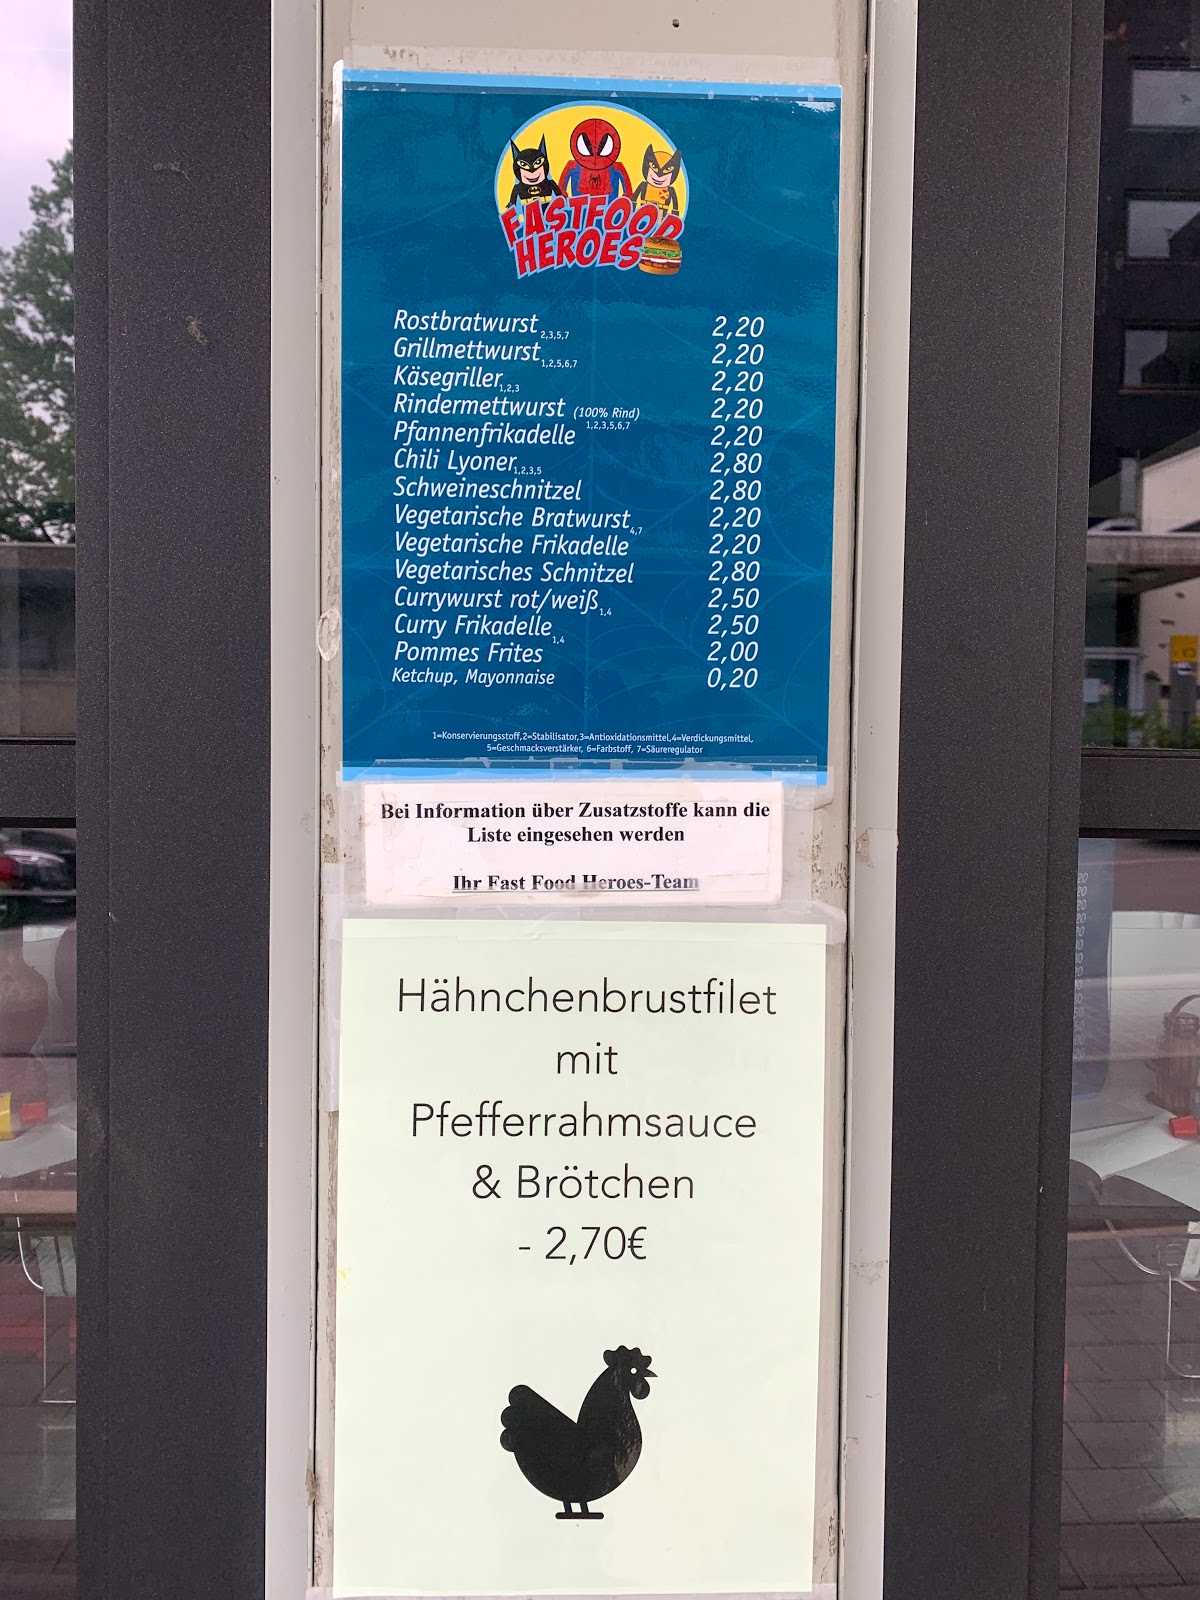 FASTFOOD
HEROES
Rostbratwurst 2,3,5,7 2,20
Grillmettwurst 1,2,5,6,7 2,20
Käsegriller 1,2,3 2,20
Rindermettwurst (100% Rind) 1,2,3,5,6,7 2,20
Pfannenfrikadelle 2,20
Chili Lyoner 1,2,3,5 2,80
Schweineschnitzel 2,80
Vegetarische Bratwurst 4,7 2,20
Vegetarische Frikadelle 2,20
Vegetarisches Schnitzel 2,80
Currywurst rot/weiß 1,4 2,50
Curry Frikadelle 1,4 2,50
Pommes Frites 2,00
Ketchup, Mayonnaise 0,20
1=Konservierungsstoff,2=Stabilisator,3=Antioxidationsmittel,4=Verdickungsmittel,
5=Geschmacksverstärker, 6=Farbstoff, 7=Säureregulator
Bei Information über Zusatzstoffe kann die
Liste eingesehen werden
Ihr Fast Food Heroes-Team
Hähnchenbrustfilet
mit
Pfefferrahmsauce
& Brötchen
- 2,70€